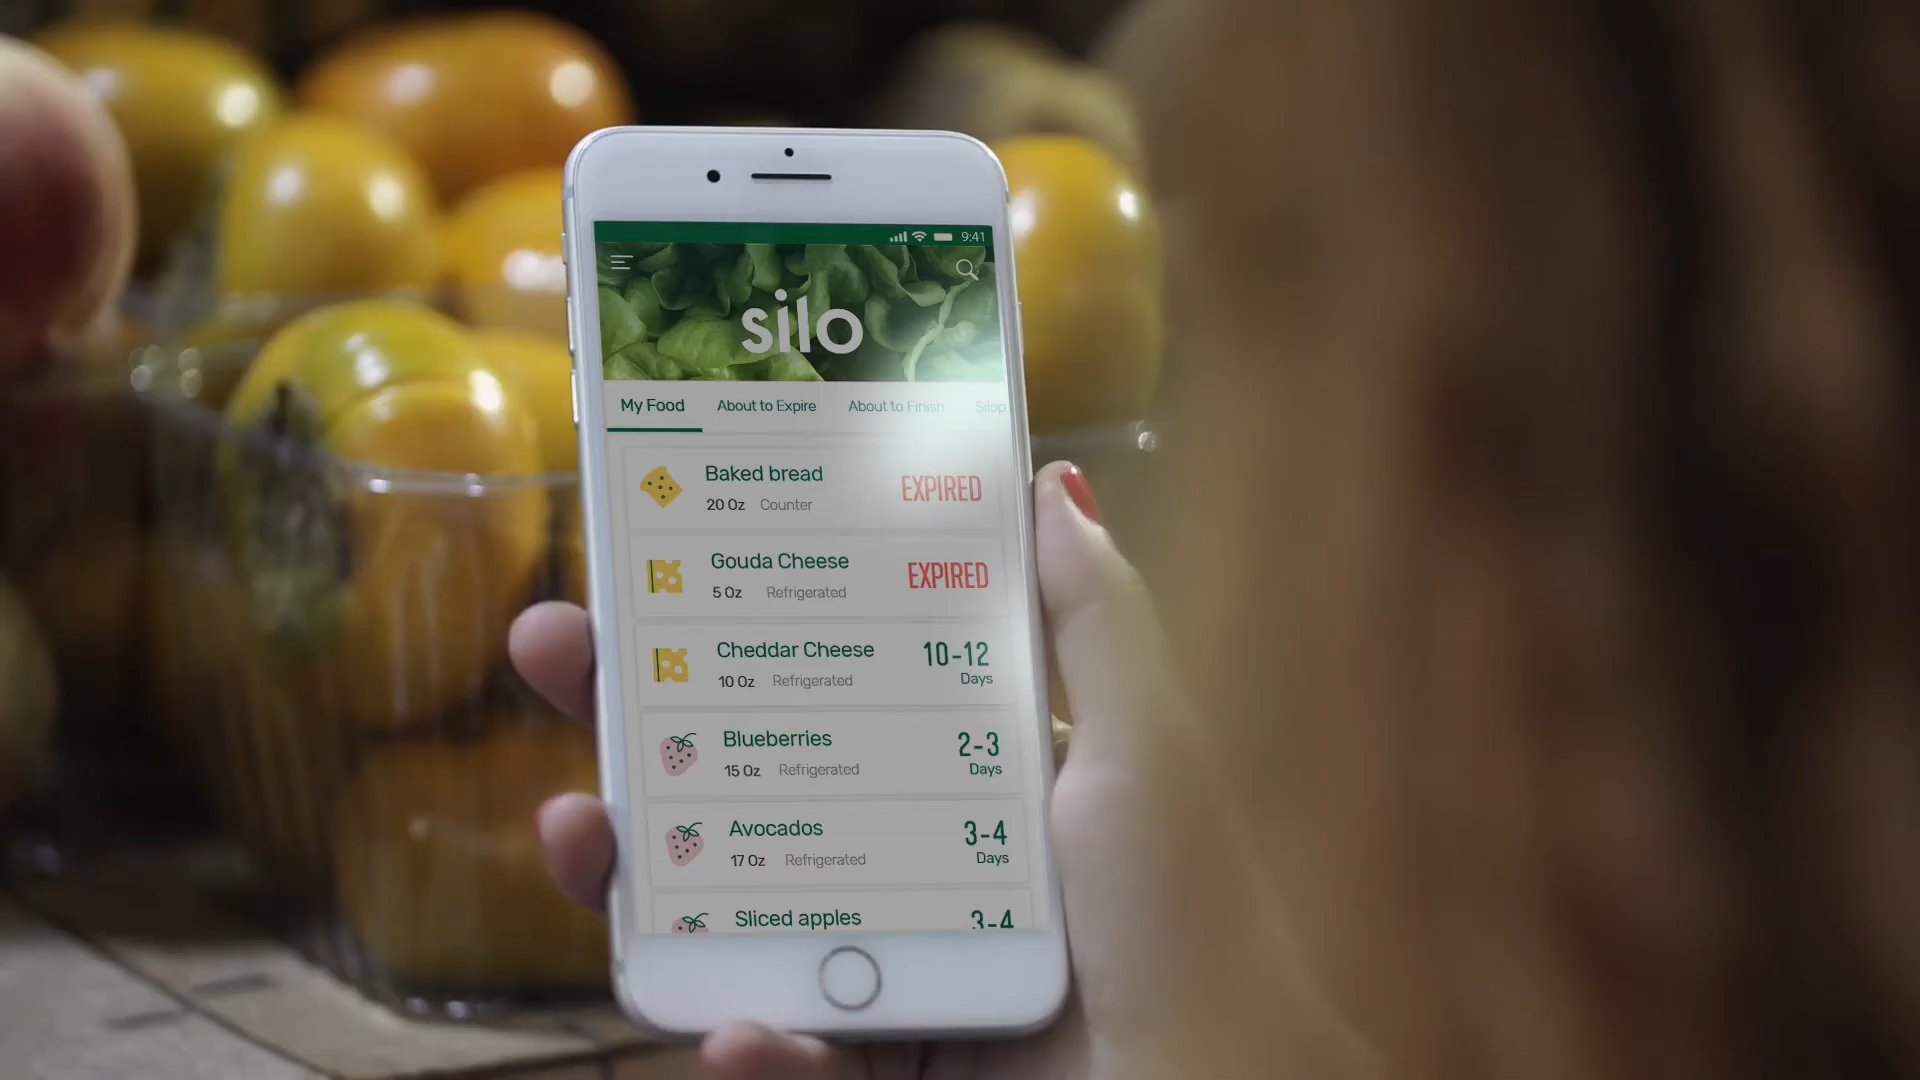 9:41
silo
My Food About to Expire About to Finish Silop
Baked bread
20 Oz Counter
EXPIRED
Gouda Cheese
5 Oz Refrigerated
EXPIRED
Cheddar Cheese
10 Oz Refrigerated
10-12
Days
Blueberries
15 Oz Refrigerated
2-3
Days
Avocados
17 Oz Refrigerated
3-4
Days
Sliced apples
3-4